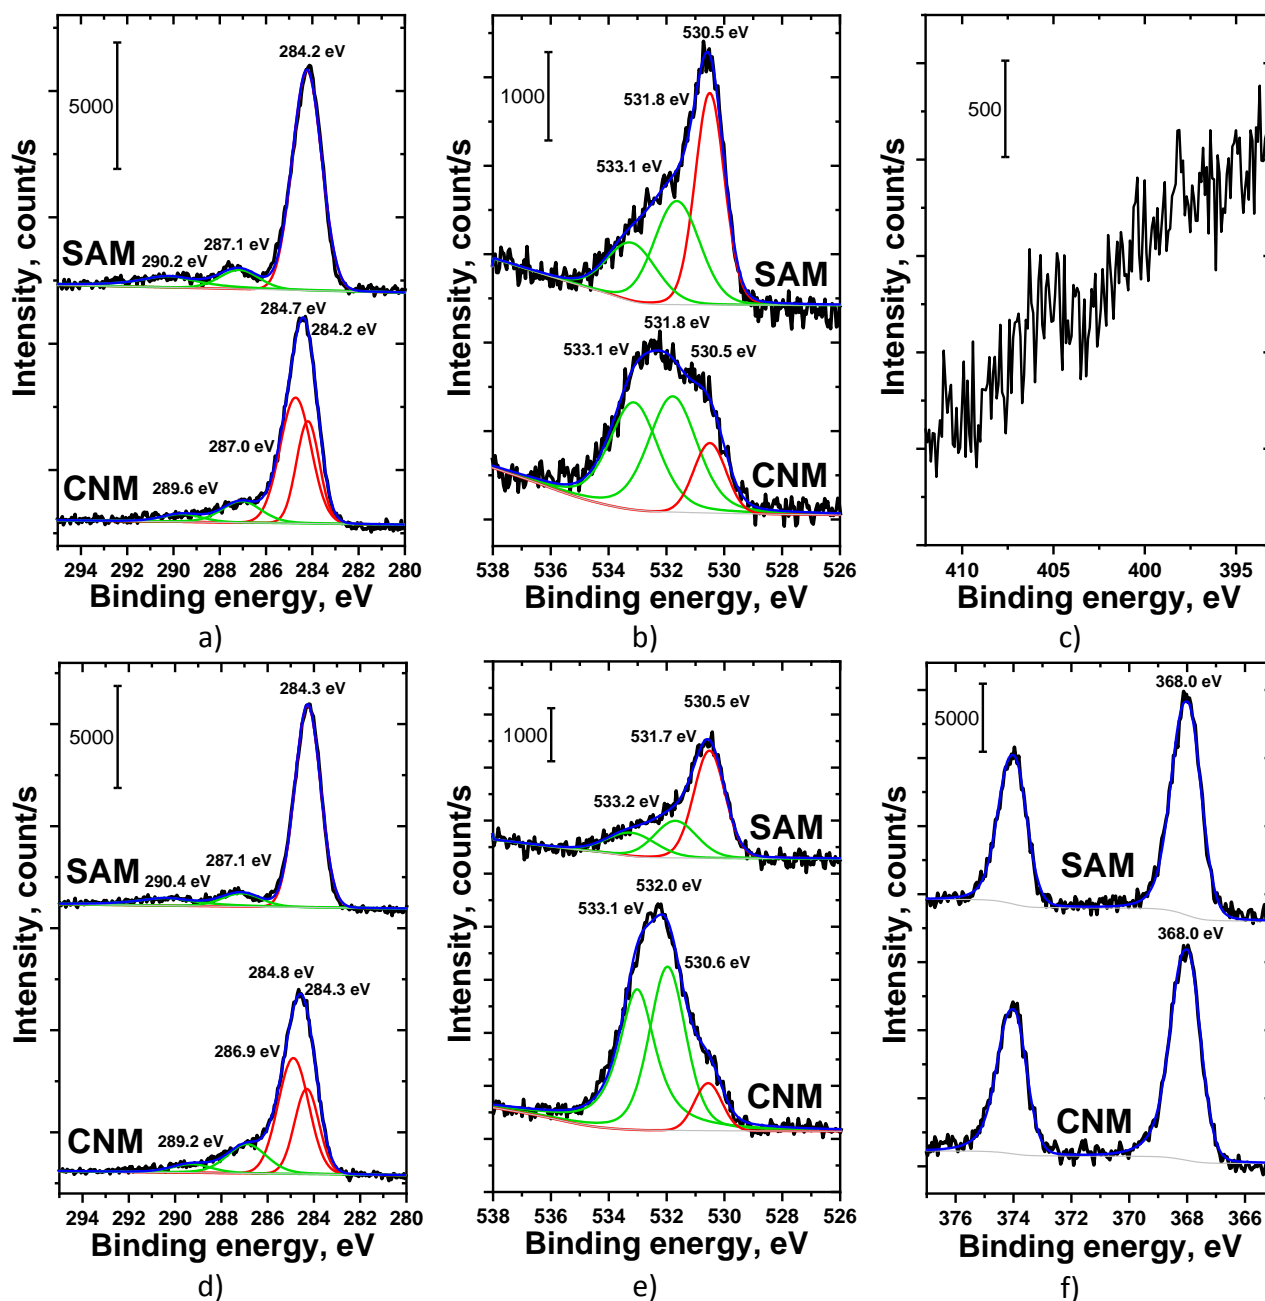 284.2 eV
5000
SAM
287.1 eV
290.2 eV
284.7 eV
284.2 eV
287.0 eV
CNM
289.6 eV
Intensity, count/s
294 292 290 288 286 284 282 280
Binding energy, eV
a)
530.5 eV
1000
531.8 eV
533.1 eV
SAM
531.8 eV
533.1 eV
530.5 eV
CNM
Intensity, count/s
538 536 534 532 530 528 526
Binding energy, eV
b)
500
Intensity, count/s
410 405 400 395
Binding energy, eV
c)
284.3 eV
5000
SAM
287.1 eV
290.4 eV
284.8 eV
284.3 eV
286.9 eV
CNM
289.2 eV
Intensity, count/s
294 292 290 288 286 284 282 280
Binding energy, eV
d)
530.5 eV
1000
531.7 eV
533.2 eV
SAM
532.0 eV
533.1 eV
530.6 eV
CNM
Intensity, count/s
538 536 534 532 530 528 526
Binding energy, eV
e)
368.0 eV
5000
SAM
368.0 eV
CNM
Intensity, count/s
376 374 372 370 368 366
Binding energy, eV
f)